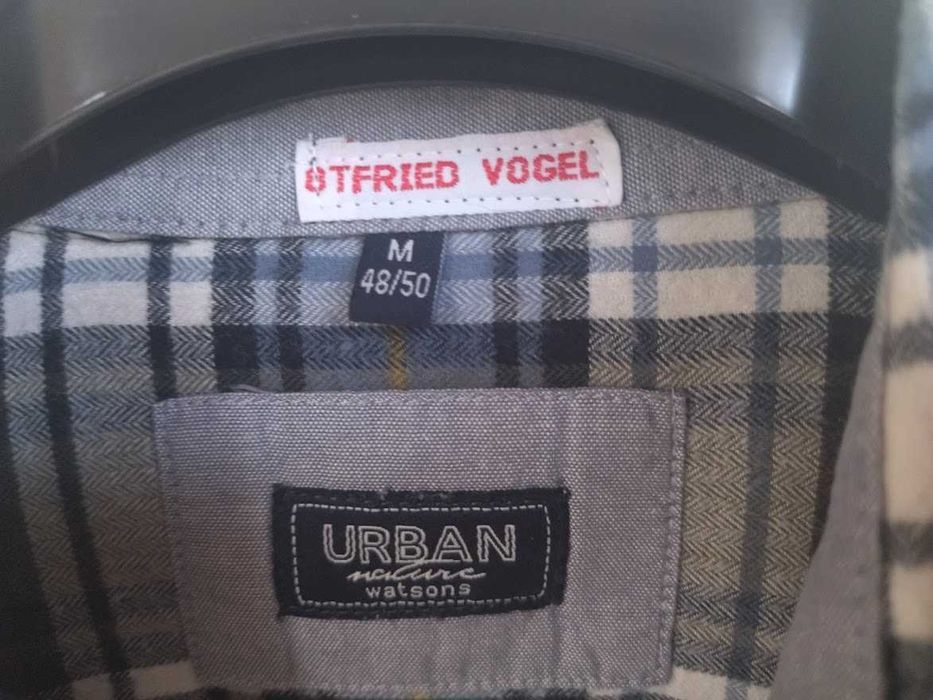 OTFRIED VOGEL
M
48/50
URBAN
nature
watsons